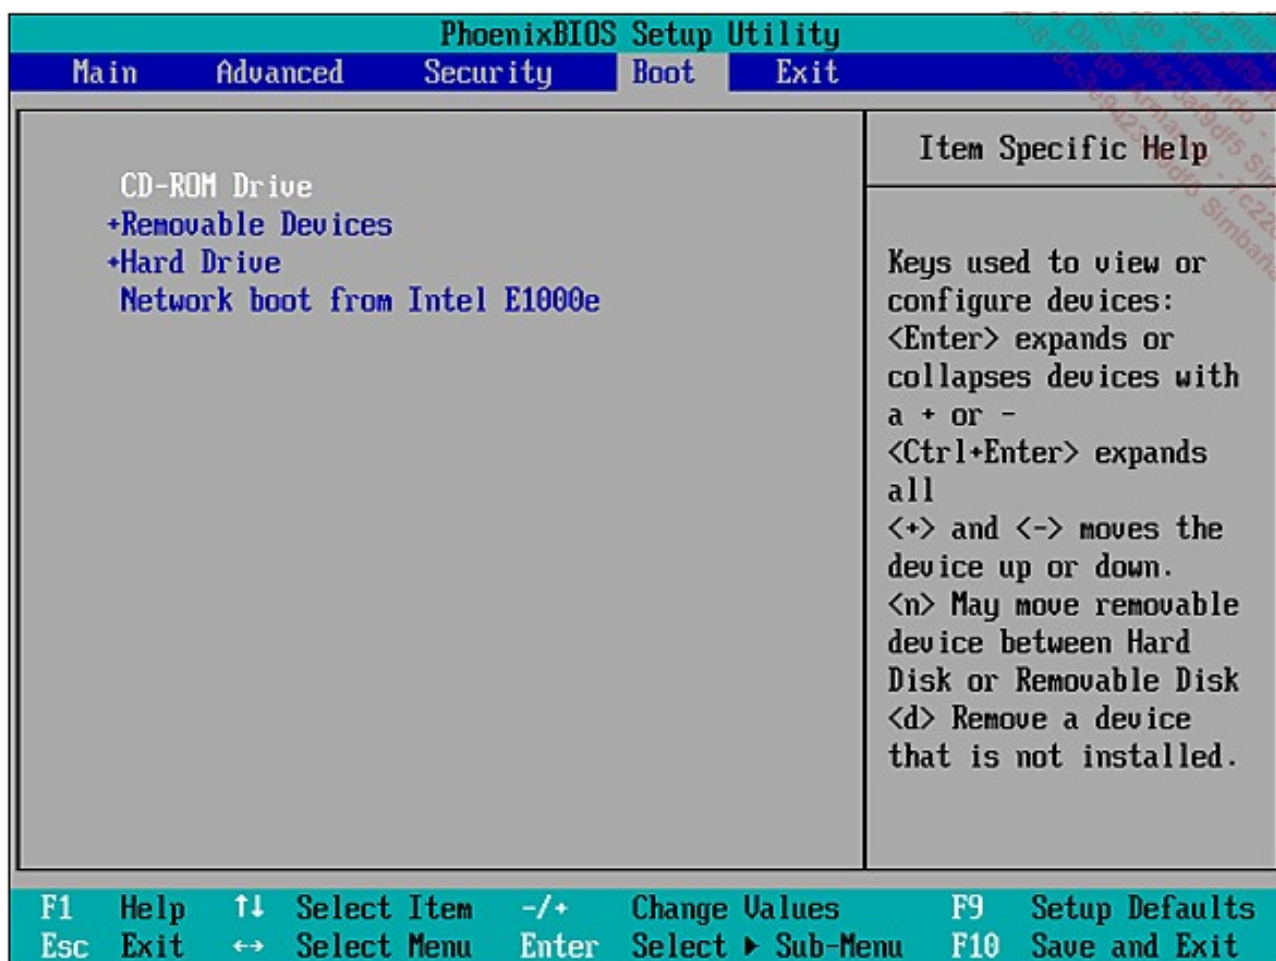 PhoenixBIOS Setup Utility
Main Advanced Security Boot Exit
CD-ROM Drive
+Removable Devices
+Hard Drive
Network boot from Intel E1000e
Item Specific Help
Keys used to view or
configure devices:
<Enter> expands or
collapses devices with
a + or -
<Ctrl+Enter> expands
all
<+> and <-> moves the
device up or down.
<n> May move removable
device between Hard
Disk or Removable Disk
<d> Remove a device
that is not installed.
F1 Help ↑↓ Select Item -/+ Change Values F9 Setup Defaults
Esc Exit ↔ Select Menu Enter Select ▶ Sub-Menu F10 Save and Exit